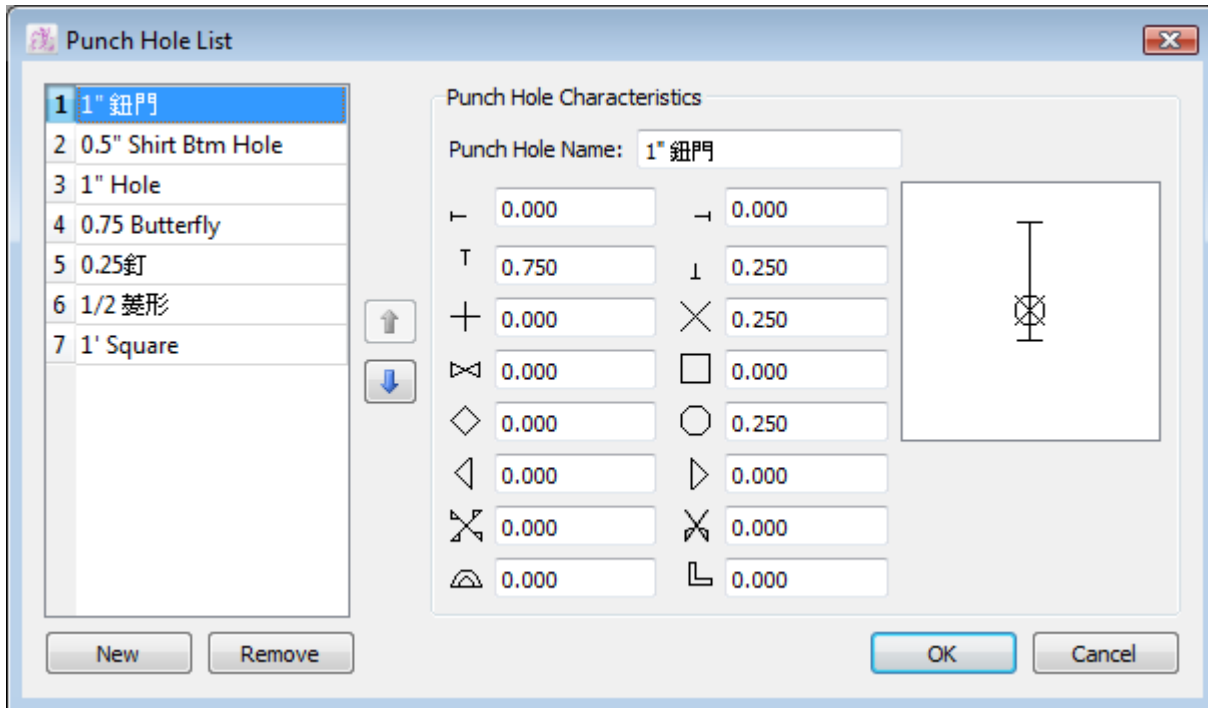 Punch Hole List
1 1" 鈕門
2 0.5" Shirt Btm Hole
3 1" Hole
4 0.75 Butterfly
5 0.25釘
6 1/2 菱形
7 1' Square
New Remove
Punch Hole Characteristics
Punch Hole Name: 1" 鈕門
0.000 0.000
0.750 0.250
0.000 0.250
0.000 0.000
0.000 0.250
0.000 0.000
0.000 0.000
0.000 0.000
OK Cancel